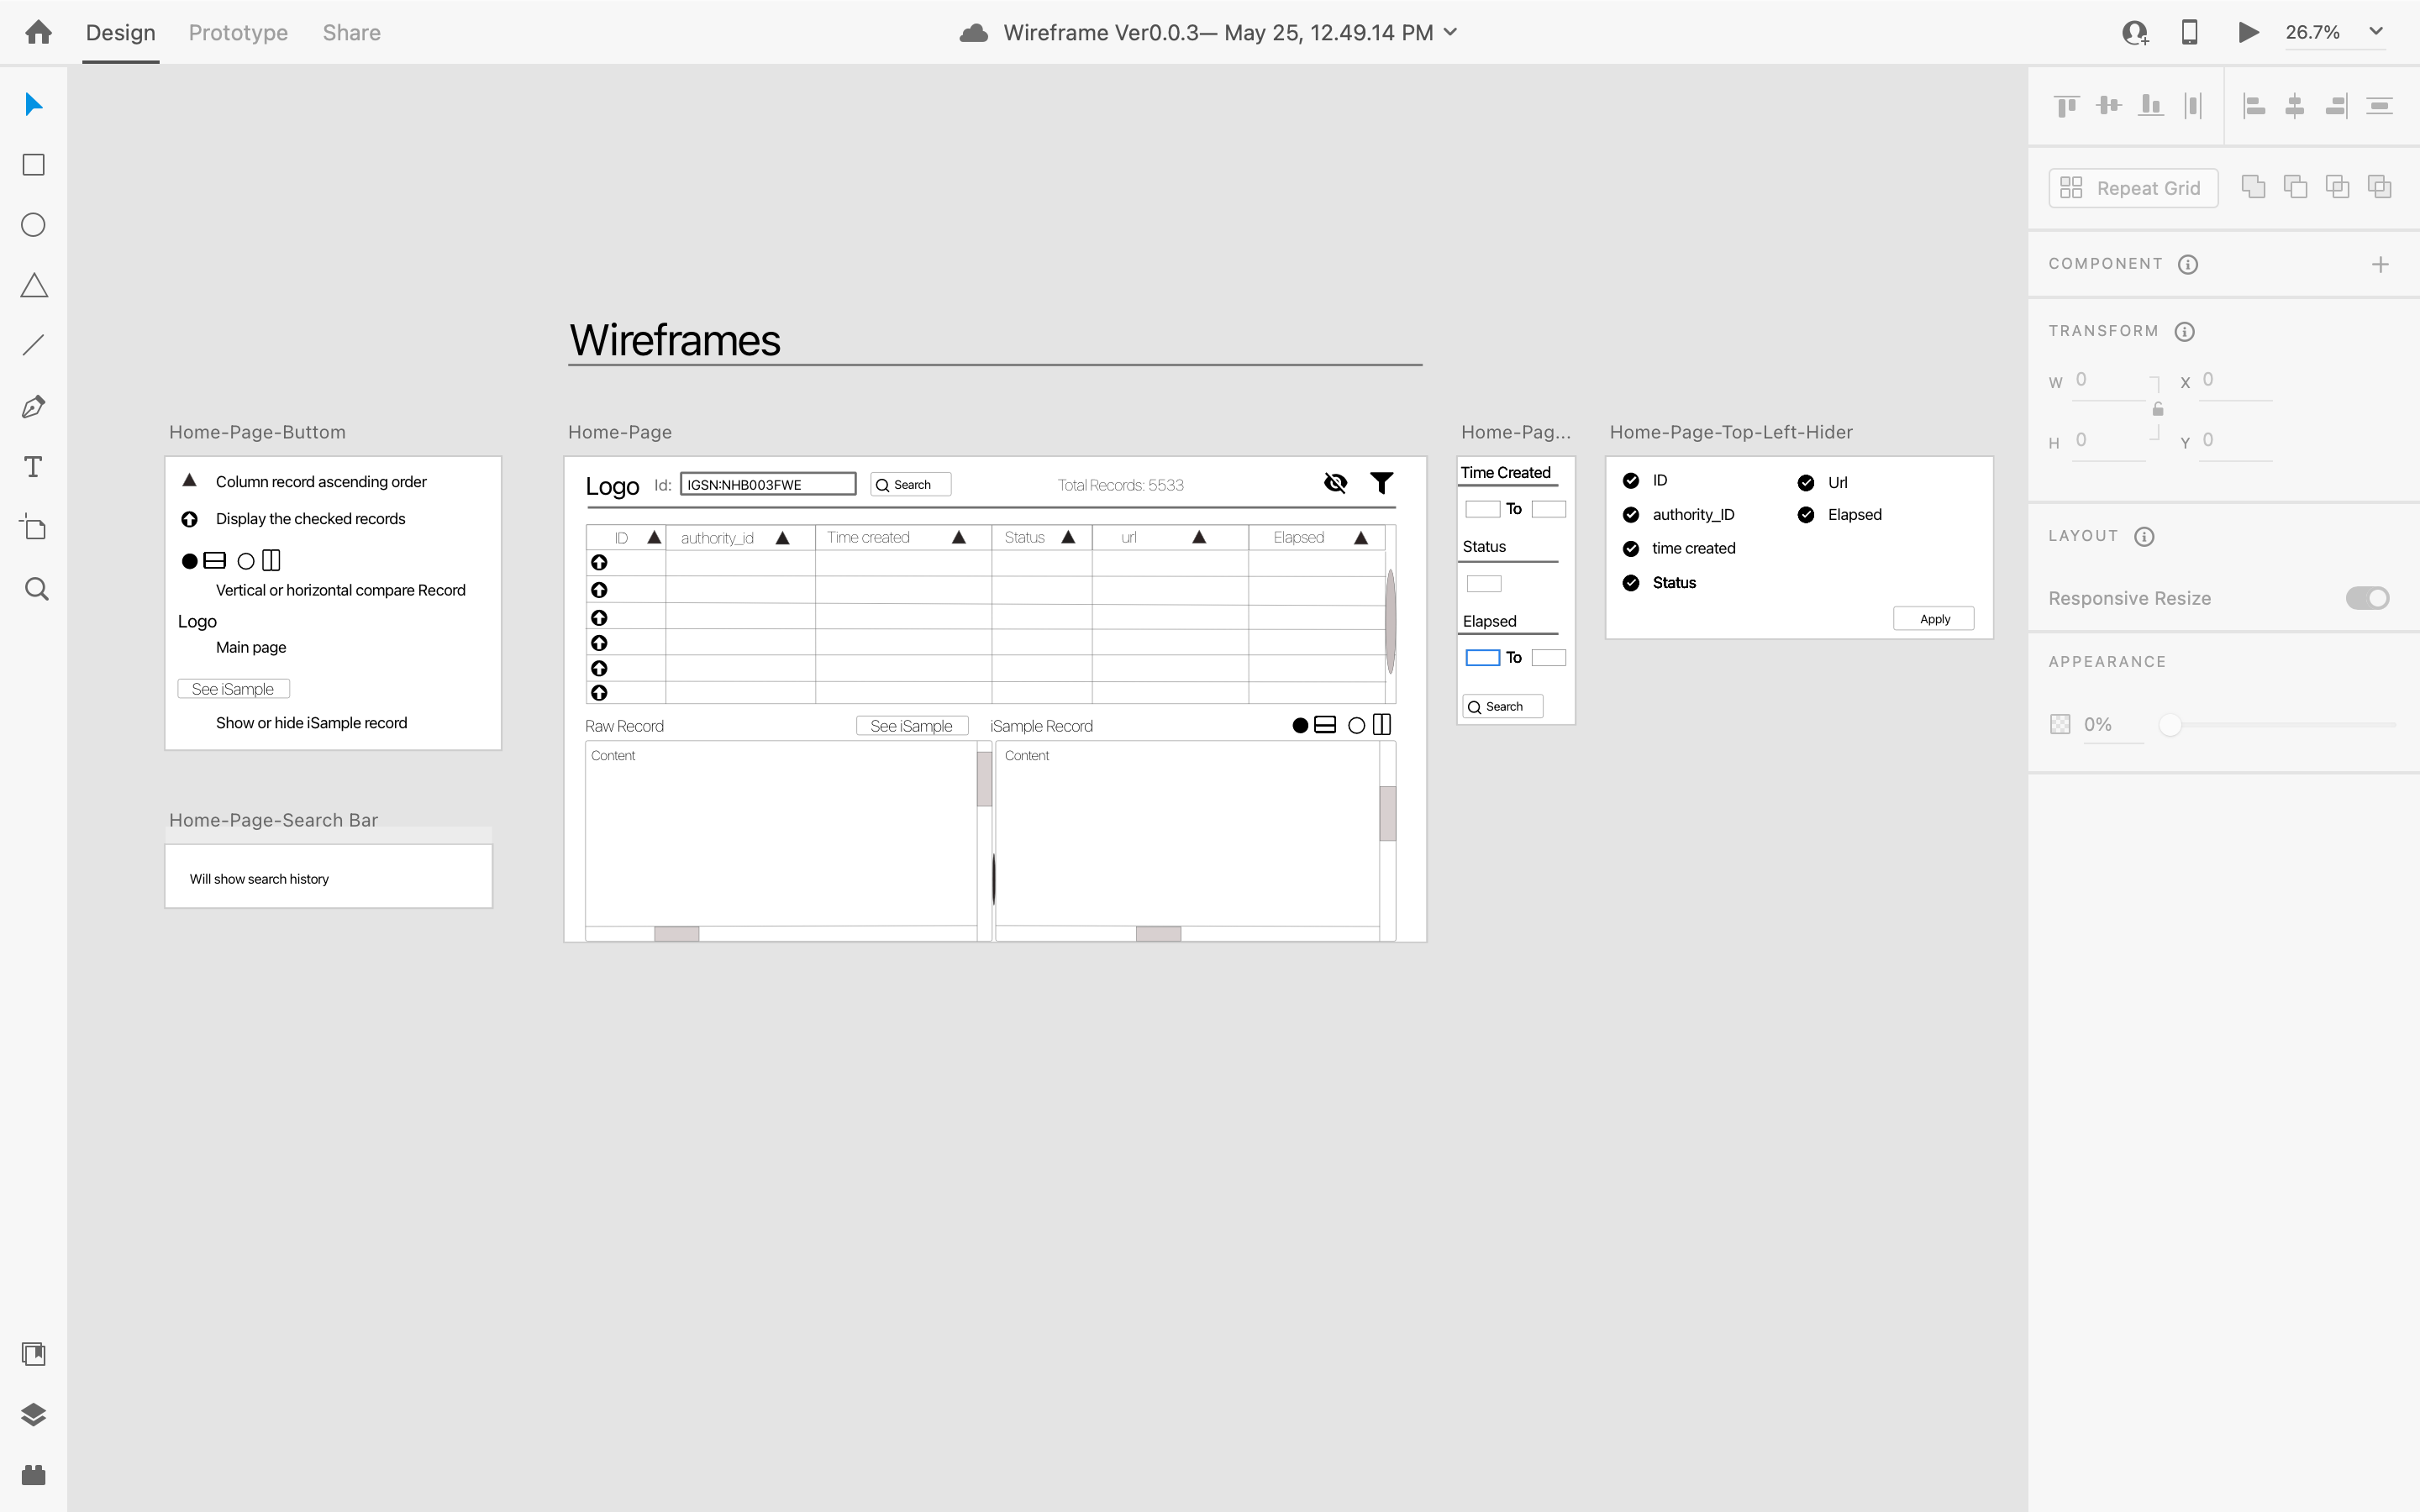 Design Prototype Share
Wireframe Ver0.0.3— May 25, 12.49.14 PM
26.7%
Repeat Grid
COMPONENT
TRANSFORM
W 0 X 0
H 0 Y 0
LAYOUT
Responsive Resize
APPEARANCE
0%
Wireframes
Home-Page-Buttom
Column record ascending order
Display the checked records
Vertical or horizontal compare Record
Logo
Main page
See iSample
Show or hide iSample record
Home-Page-Search Bar
Will show search history
Home-Page
Logo Id: IGSN:NHB003FWE Search Total Records: 5533
ID authority_id Time created Status url Elapsed
Raw Record See iSample iSample Record
Content Content
Home-Pag...
Time Created
To
Status
Elapsed
To
Search
Home-Page-Top-Left-Hider
ID Url
authority_ID Elapsed
time created
Status
Apply